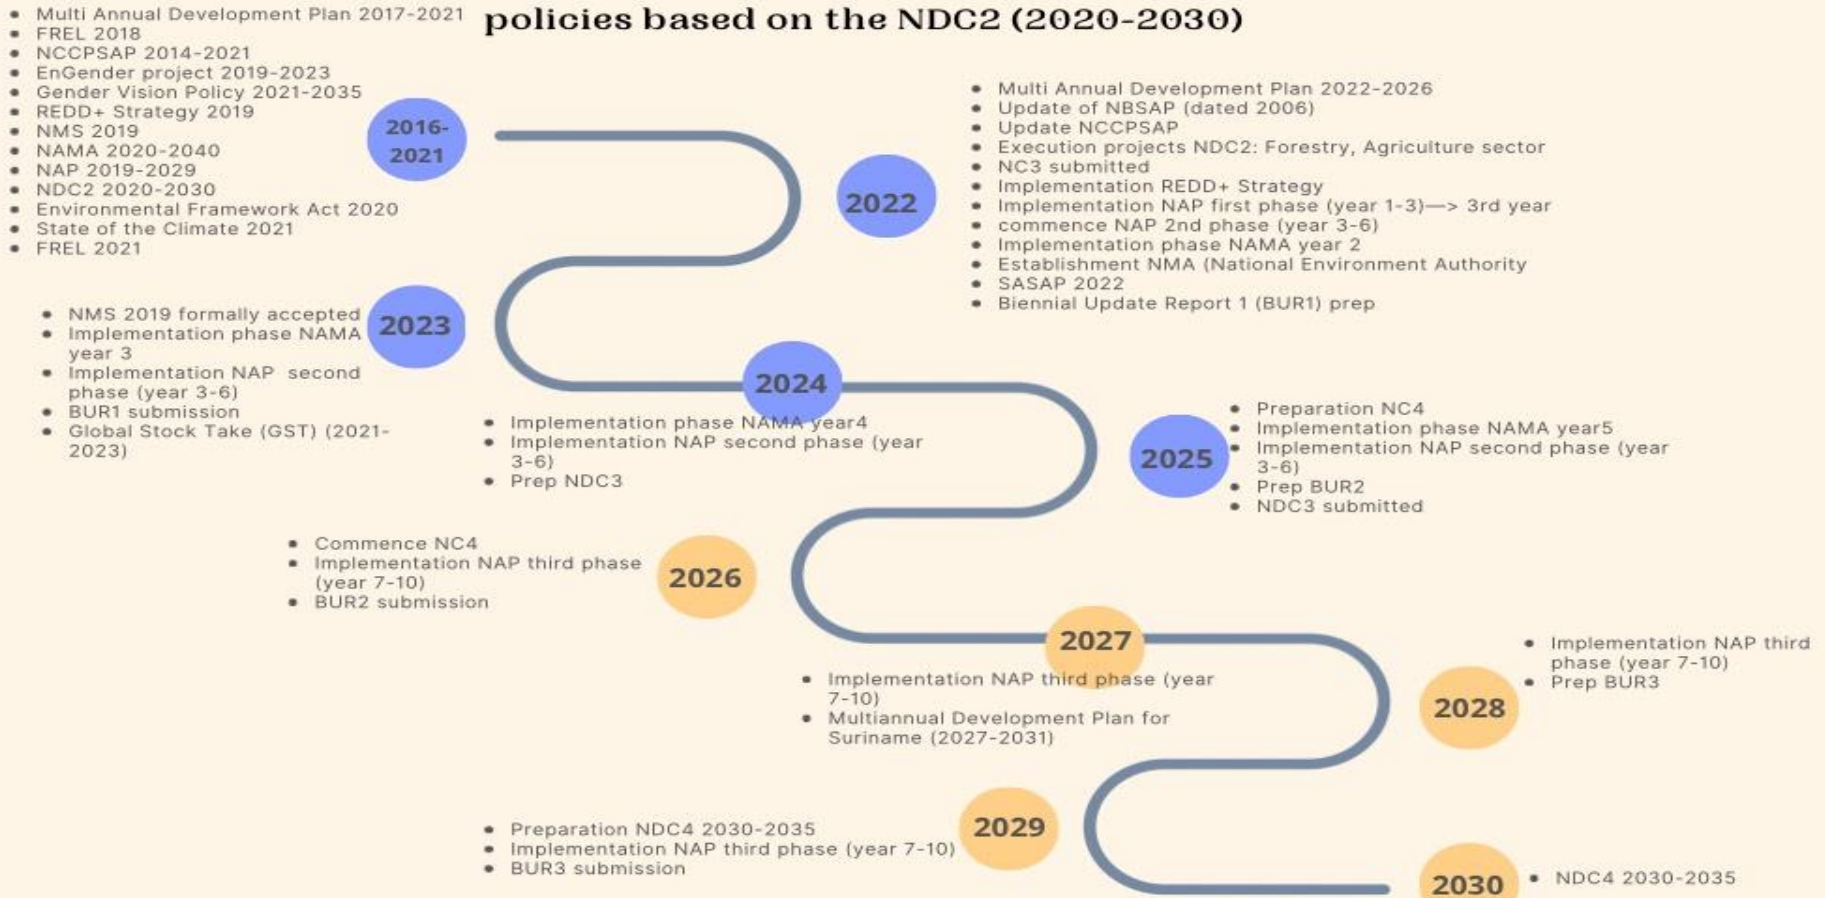 policies based on the NDC2 (2020-2030)
• Multi Annual Development Plan 2017-2021
• FREL 2018
• NCCPSAP 2014-2021
• EnGender project 2019-2023
• Gender Vision Policy 2021-2035
• REDD+ Strategy 2019
• NMS 2019
• NAMA 2020-2040
• NAP 2019-2029
• NDC2 2020-2030
• Environmental Framework Act 2020
• State of the Climate 2021
• FREL 2021
2016-
2021
2022
• Multi Annual Development Plan 2022-2026
• Update of NBSAP (dated 2006)
• Update NCCPSAP
• Execution projects NDC2: Forestry, Agriculture sector
• NC3 submitted
• Implementation REDD+ Strategy
• Implementation NAP first phase (year 1-3)—> 3rd year
• commence NAP 2nd phase (year 3-6)
• Implementation phase NAMA year 2
• Establishment NMA (National Environment Authority
• SASAP 2022
• Biennial Update Report 1 (BUR1) prep
2023
• NMS 2019 formally accepted
• Implementation phase NAMA
year 3
• Implementation NAP second
phase (year 3-6)
• BUR1 submission
• Global Stock Take (GST) (2021-
2023)
2024
• Implementation phase NAMA year4
• Implementation NAP second phase (year
3-6)
• Prep NDC3
2025
• Preparation NC4
• Implementation phase NAMA year5
• Implementation NAP second phase (year
3-6)
• Prep BUR2
• NDC3 submitted
2026
• Commence NC4
• Implementation NAP third phase
(year 7-10)
• BUR2 submission
2027
• Implementation NAP third phase (year
7-10)
• Multiannual Development Plan for
Suriname (2027-2031)
2028
• Implementation NAP third
phase (year 7-10)
• Prep BUR3
2029
• Preparation NDC4 2030-2035
• Implementation NAP third phase (year 7-10)
• BUR3 submission
2030
• NDC4 2030-2035